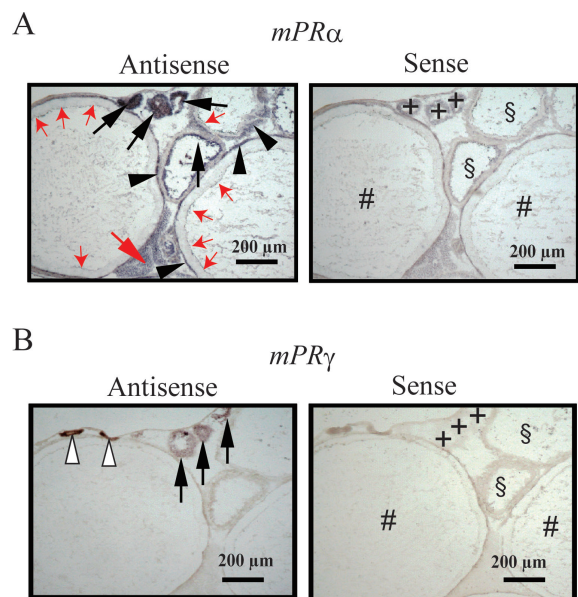 A
mPRα
Antisense
Sense
200 µm
+ + +
§
§
#
#
200 µm
B
mPRγ
Antisense
Sense
200 µm
+ + +
§
§
#
#
200 µm